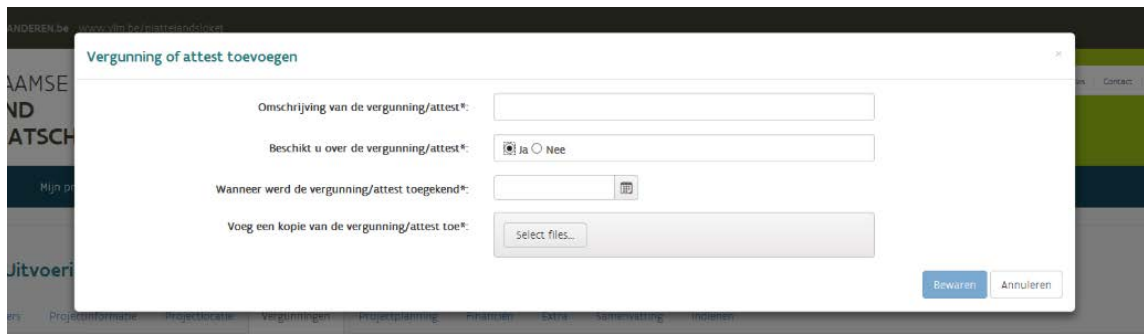 ANDEREN.be www.vlm.be/plattelandsloket
Vergunning of attest toevoegen ×
AAMSE
ND
ATSCH
Contact
Omschrijving van de vergunning/attest*:
Beschikt u over de vergunning/attest*: Ja Nee
Mijn pr
Wanneer werd de vergunning/attest toegekend*:
Voeg een kopie van de vergunning/attest toe*: Select files...
Uitvoeri
Bewaren Annuleren
ers Projectinformatie Projectlocatie Vergunningen Projectplanning Financiën Extra Samenvatting Indienen